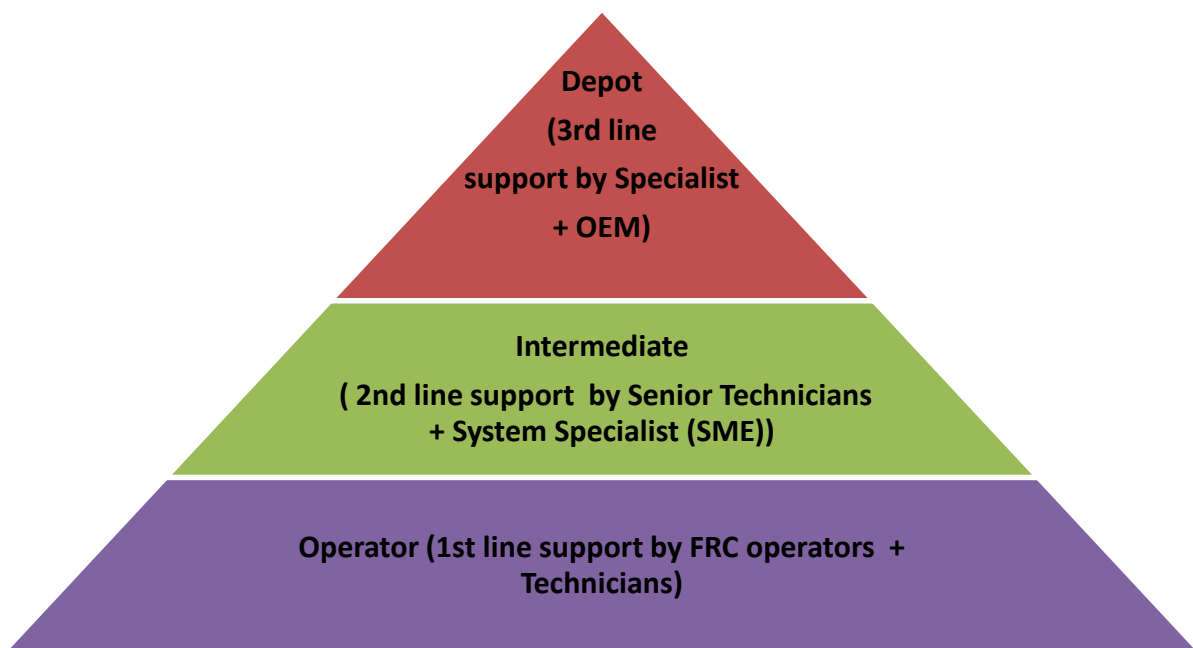 Depot
(3rd line
support by Specialist
+ OEM)
Intermediate
( 2nd line support  by Senior Technicians
+ System Specialist (SME))
Operator (1st line support by FRC operators  +
Technicians)